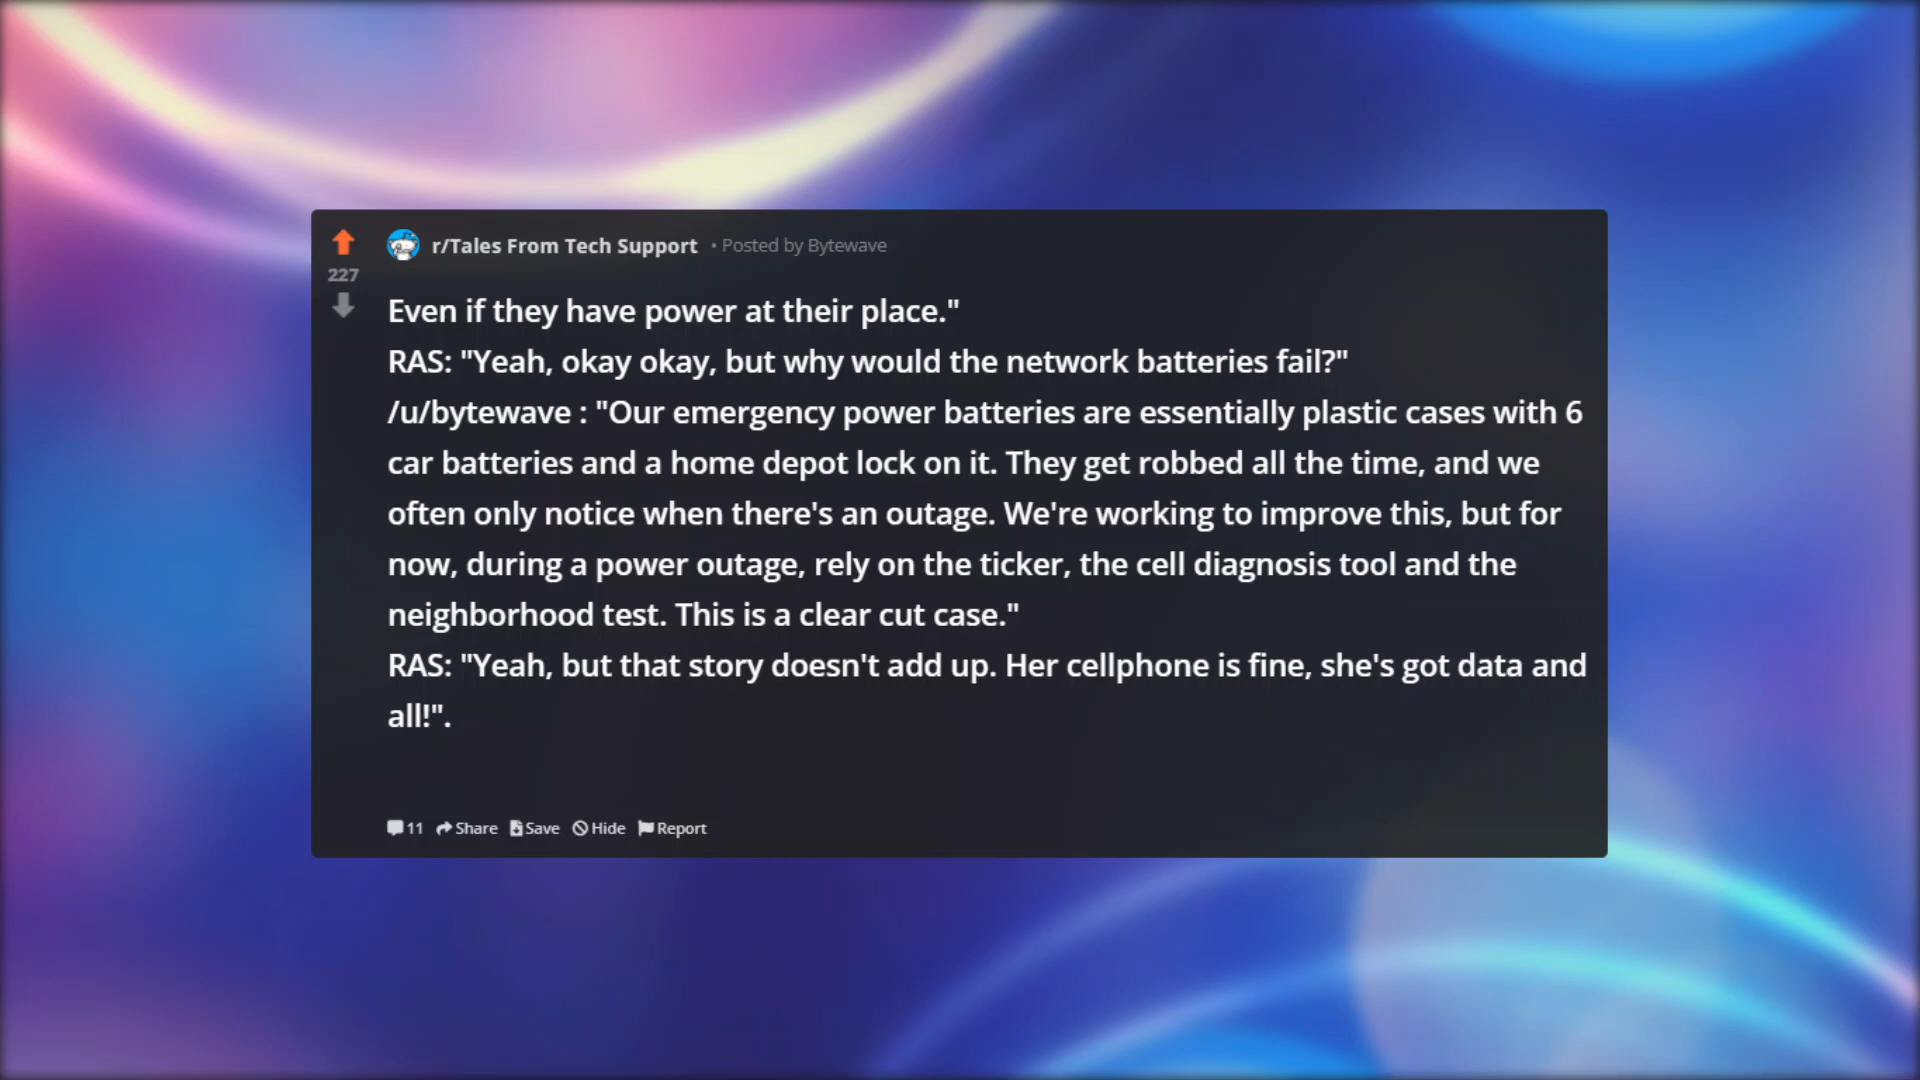 r/Tales From Tech Support • Posted by Bytewave
227
Even if they have power at their place."
RAS: "Yeah, okay okay, but why would the network batteries fail?"
/u/bytewave : "Our emergency power batteries are essentially plastic cases with 6
car batteries and a home depot lock on it. They get robbed all the time, and we
often only notice when there's an outage. We're working to improve this, but for
now, during a power outage, rely on the ticker, the cell diagnosis tool and the
neighborhood test. This is a clear cut case."
RAS: "Yeah, but that story doesn't add up. Her cellphone is fine, she's got data and
all!".
11 Share Save Hide Report